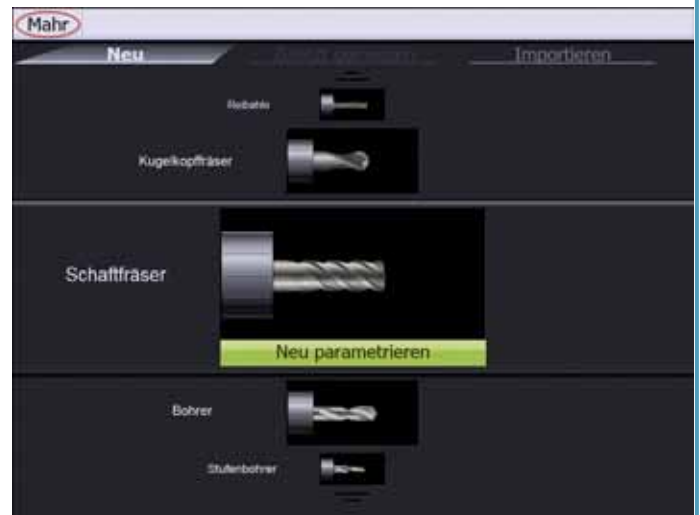 Mahr
Neu
Importieren
Reibahle
Kugelkopffräser
Schaftfräser
Neu parametrieren
Bohrer
Stufenbohrer